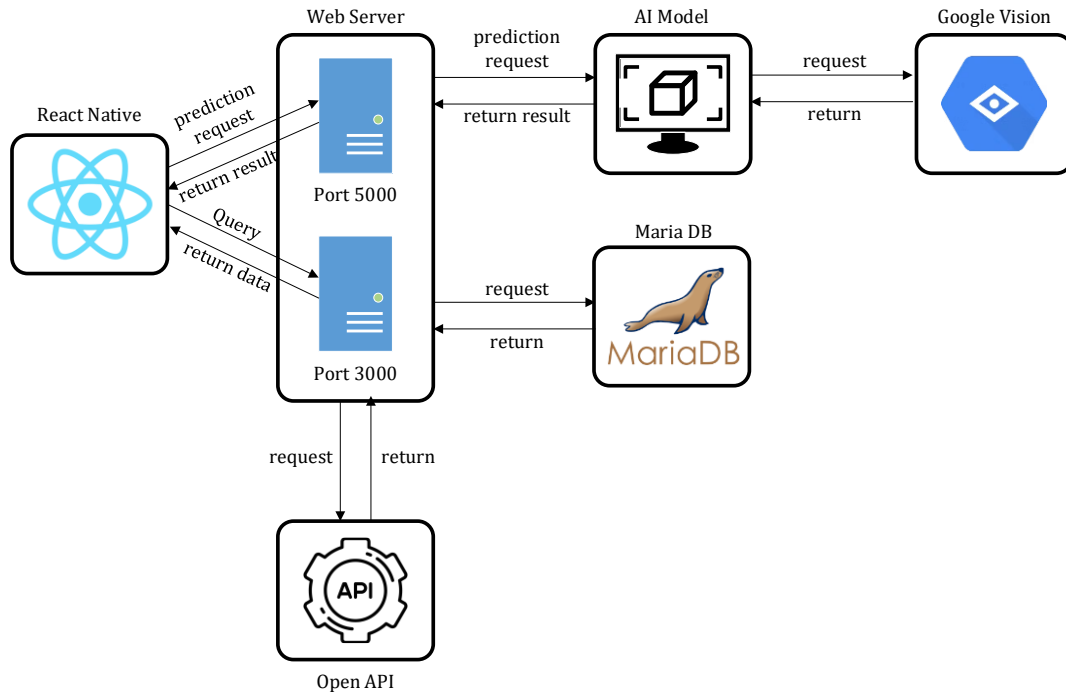 Web Server
AI Model
Google Vision
prediction
request
request
React Native
prediction
request
return result
return
return result
Port 5000
Query
return data
Maria DB
request
return
MariaDB
Port 3000
request
return
API
Open API